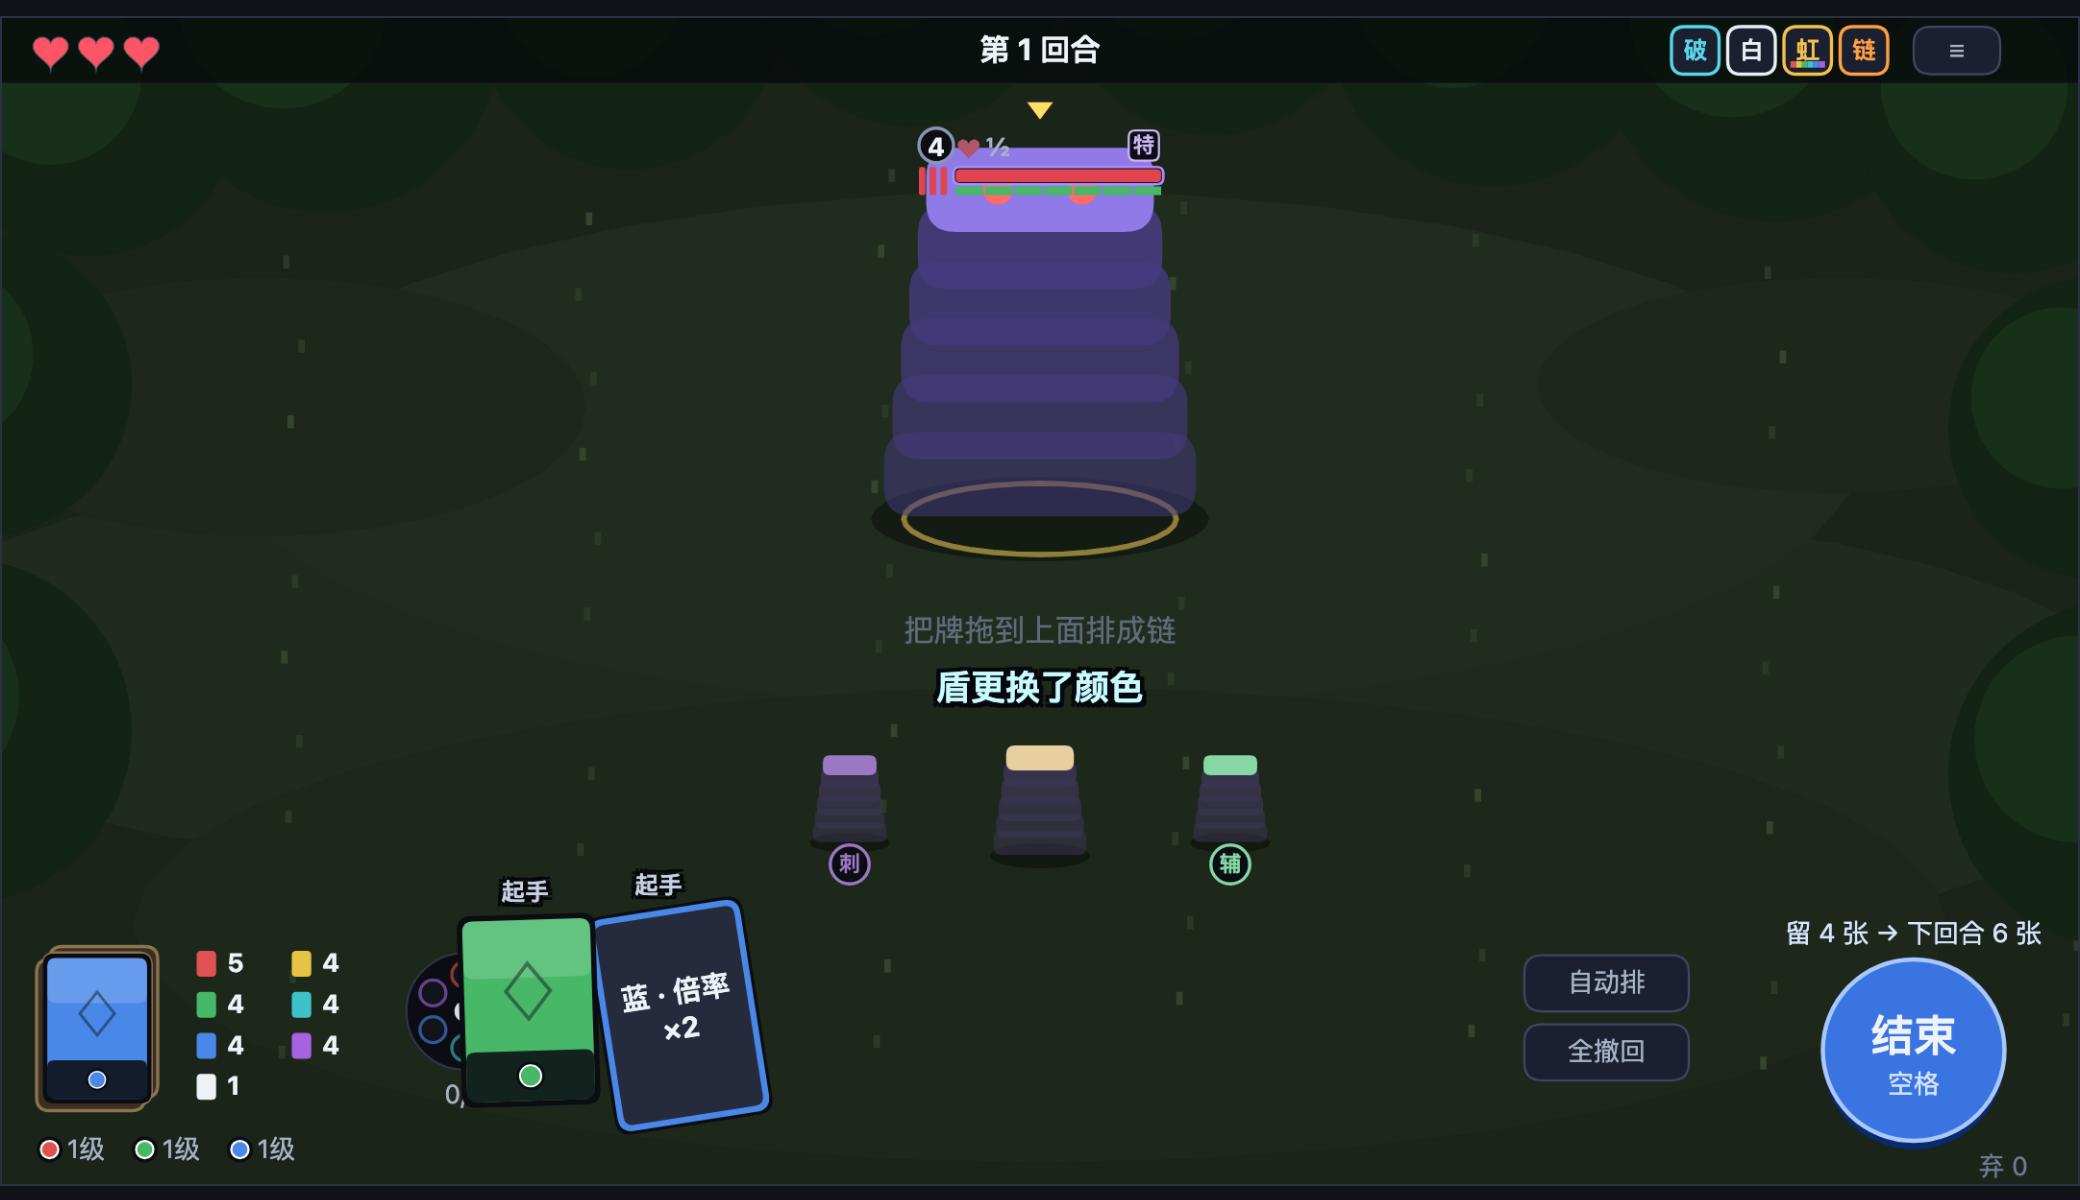 第 1 回合
破 白 虹 链 ≡
4 ½ 特
把牌拖到上面排成链
盾更换了颜色
刺 辅
起手 起手
蓝 · 倍率
×2
留 4 张 → 下回合 6 张
5 4
4 4
4 4
1
自动排
全撤回
结束
空格
1级 1级 1级
弃 0